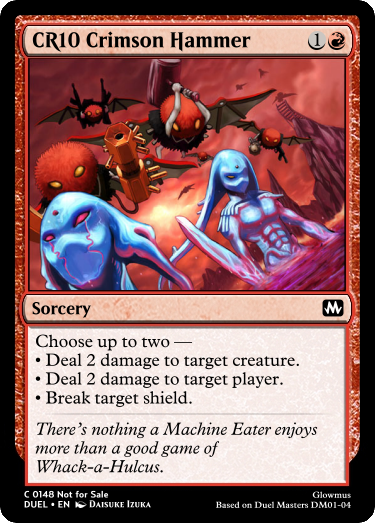 CR10 Crimson Hammer 1
Sorcery
Choose up to two —
• Deal 2 damage to target creature.
• Deal 2 damage to target player.
• Break target shield.
There's nothing a Machine Eater enjoys
more than a good game of
Whack-a-Hulcus.
C 0148 Not for Sale
DUEL • EN Daisuke Izuka
Glowmus
Based on Duel Masters DM01-04